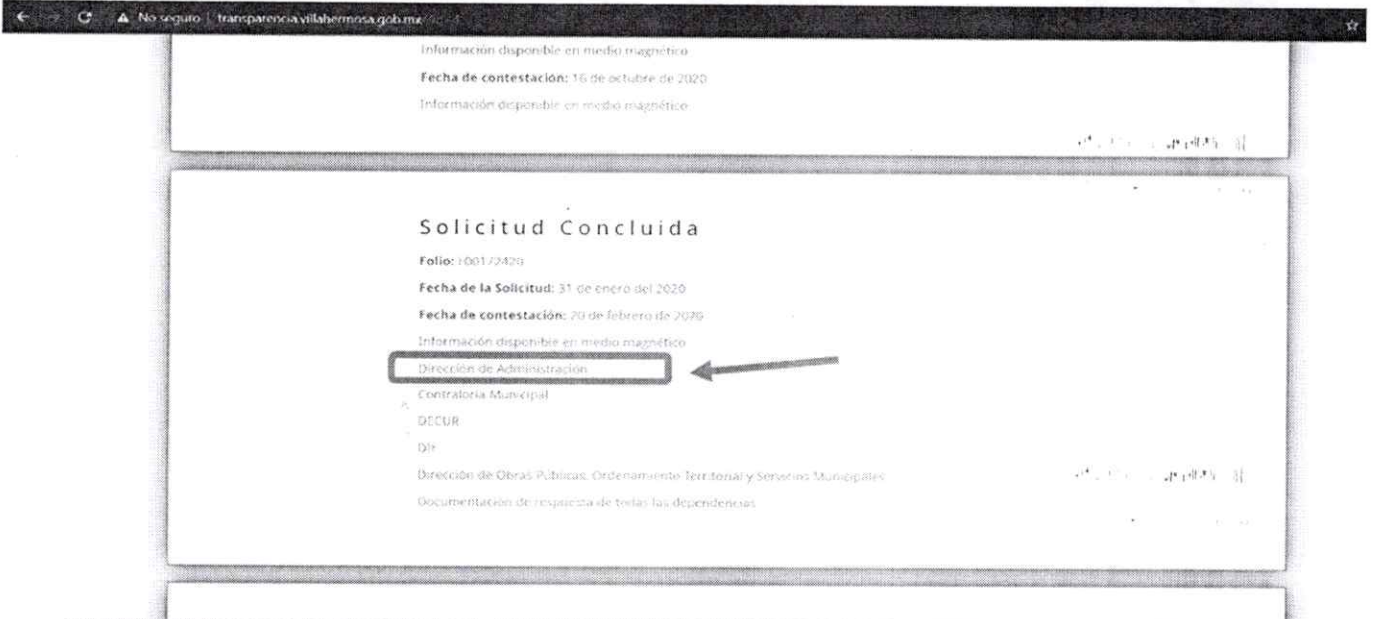 No seguro | transparencia.villahermosa.gob.mx
Información disponible en medio magnético
Fecha de contestación: 16 de octubre de 2020
Información disponible en medio magnético
Solicitud Concluida
Folio:
Fecha de la Solicitud: 31 de enero del 2020
Fecha de contestación: 20 de febrero de 2020
Información disponible en medio magnético
Dirección de Administración
Contraloría Municipal
DECUR
DIF
Dirección de Obras Públicas, Ordenamiento Territorial y Servicios Municipales
Documentación de respuesta de todas las dependencias